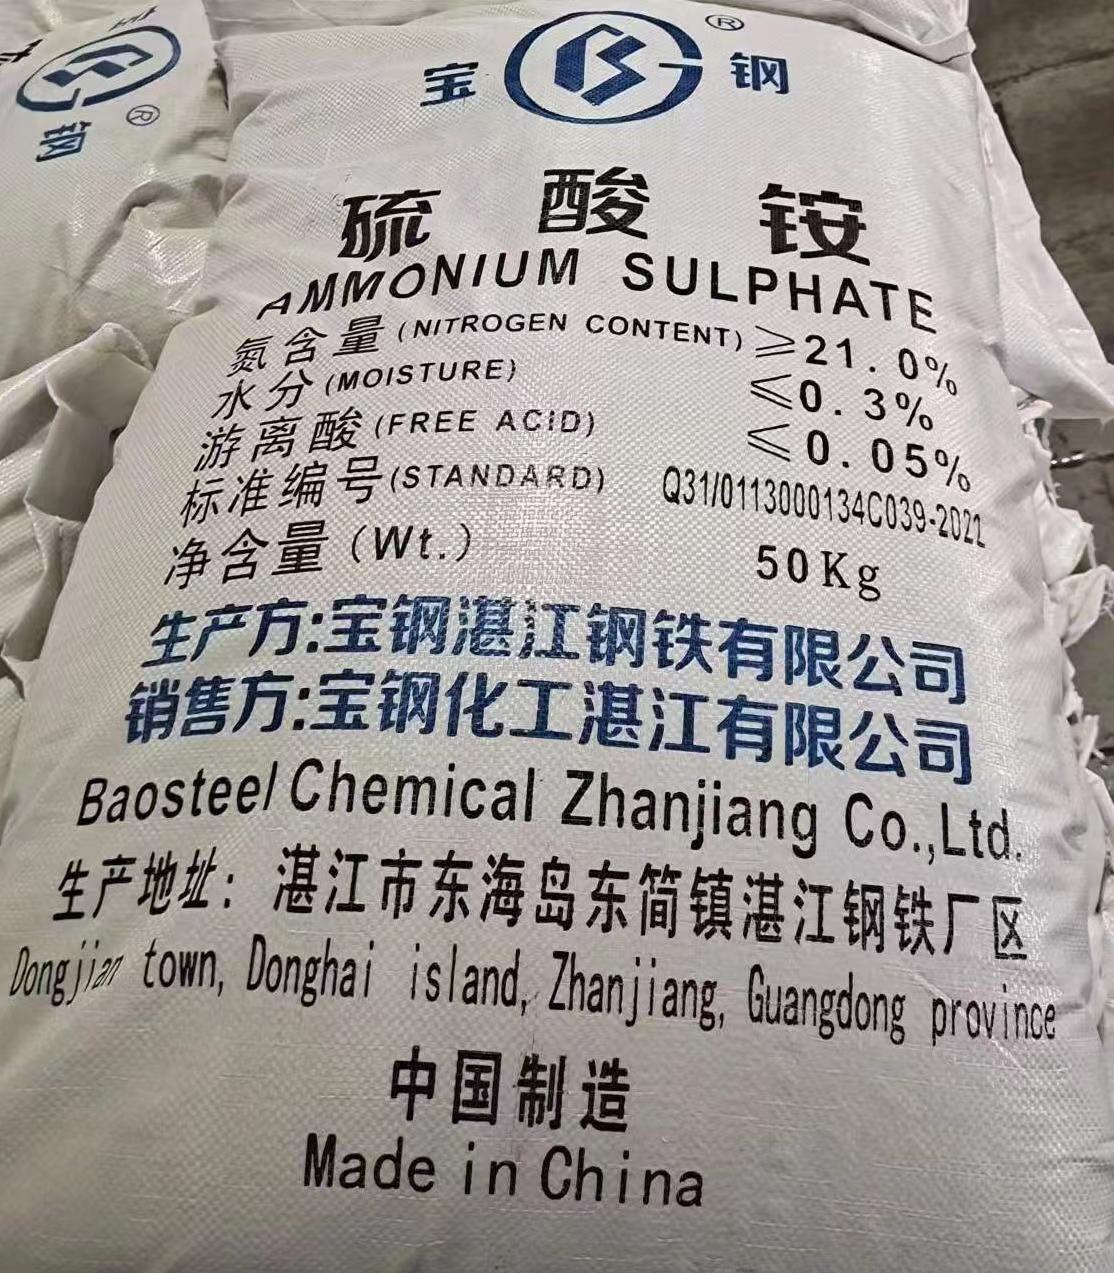 宝 钢 ®
钢 ®
硫 酸 铵
AMMONIUM SULPHATE
氮含量 (NITROGEN CONTENT) ≥21.0%
水分 (MOISTURE) ≤0.3%
游离酸 (FREE ACID) ≤0.05%
标准编号 (STANDARD) Q31/0113000134C039-2021
净含量 (Wt.) 50Kg
生产方:宝钢湛江钢铁有限公司
销售方:宝钢化工湛江有限公司
Baosteel Chemical Zhanjiang Co.,Ltd.
生产地址: 湛江市东海岛东简镇湛江钢铁厂区
Dongjian town, Donghai island, Zhanjiang, Guangdong province
中国制造
Made in China